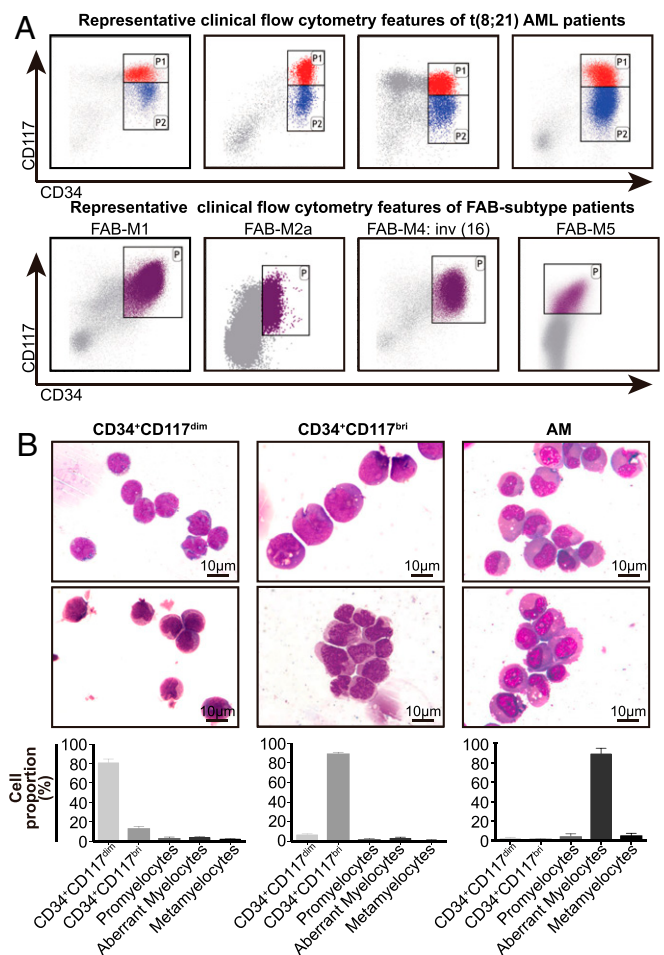 A
Representative clinical flow cytometry features of t(8;21) AML patients
P1
P2
P1
P2
P1
P2
P1
P2
CD117
CD34
Representative clinical flow cytometry features of FAB-subtype patients
FAB-M1
FAB-M2a
FAB-M4: inv (16)
FAB-M5
P
P
P
P
CD117
CD34
B
CD34+CD117dim
CD34+CD117bri
AM
10μm
10μm
10μm
10μm
10μm
10μm
Cell
proportion
(%)
100
80
60
40
20
0
CD34+CD117dim
CD34+CD117bri
Promyelocytes
Aberrant Myelocytes
Metamyelocytes
100
80
60
40
20
0
CD34+CD117dim
CD34+CD117bri
Promyelocytes
Aberrant Myelocytes
Metamyelocytes
100
80
60
40
20
0
CD34+CD117dim
CD34+CD117bri
Promyelocytes
Aberrant Myelocytes
Metamyelocytes